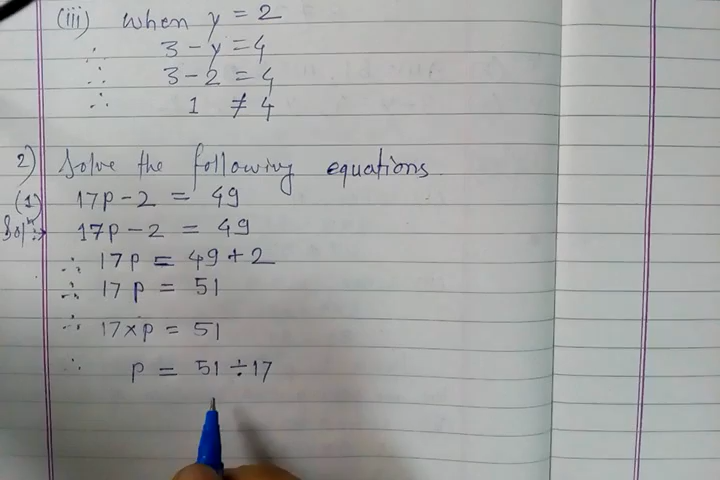 (iii) when y = 2
∴ 3 - y = 4
∴ 3 - 2 = 4
∴ 1 ≠ 4
2) Solve the following equations.
(1) 17p - 2 = 49
Solⁿ:→ 17p - 2 = 49
∴ 17p = 49 + 2
∴ 17p = 51
∴ 17×p = 51
∴ p = 51 ÷ 17